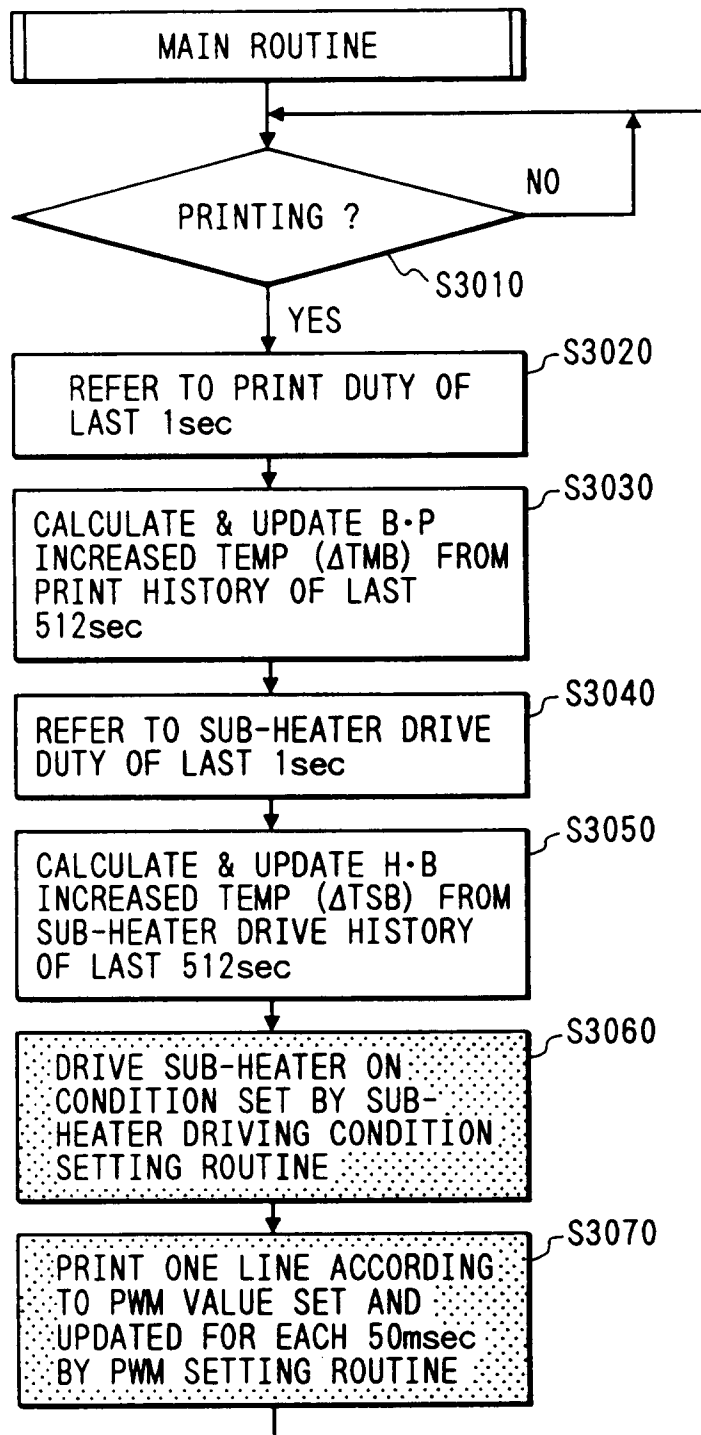 MAIN ROUTINE
PRINTING ?
NO
S3010
YES
S3020
REFER TO PRINT DUTY OF
LAST 1sec
S3030
CALCULATE & UPDATE B·P
INCREASED TEMP (ΔTMB) FROM
PRINT HISTORY OF LAST
512sec
S3040
REFER TO SUB-HEATER DRIVE
DUTY OF LAST 1sec
S3050
CALCULATE & UPDATE H·B
INCREASED TEMP (ΔTSB) FROM
SUB-HEATER DRIVE HISTORY
OF LAST 512sec
S3060
DRIVE SUB-HEATER ON
CONDITION SET BY SUB-
HEATER DRIVING CONDITION
SETTING ROUTINE
S3070
PRINT ONE LINE ACCORDING
TO PWM VALUE SET AND
UPDATED FOR EACH 50msec
BY PWM SETTING ROUTINE